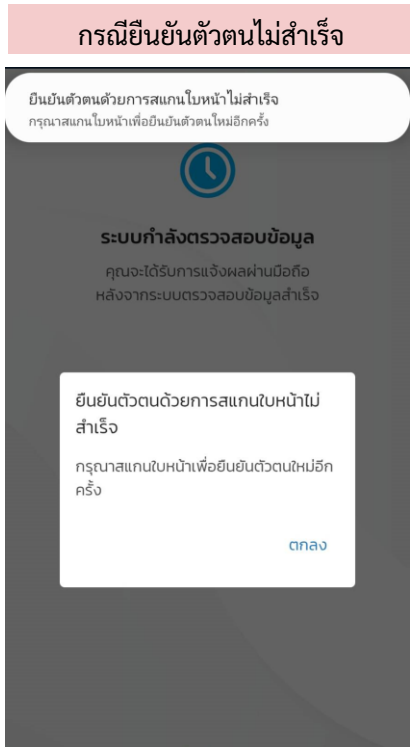 กรณียืนยันตัวตนไม่สำเร็จ
ยืนยันตัวตนด้วยการสแกนใบหน้าไม่สำเร็จ
กรุณาสแกนใบหน้าเพื่อยืนยันตัวตนใหม่อีกครั้ง
ระบบกำลังตรวจสอบข้อมูล
คุณจะได้รับการแจ้งผลผ่านมือถือ
หลังจากระบบตรวจสอบข้อมูลสำเร็จ
ยืนยันตัวตนด้วยการสแกนใบหน้าไม่
สำเร็จ
กรุณาสแกนใบหน้าเพื่อยืนยันตัวตนใหม่อีก
ครั้ง
ตกลง